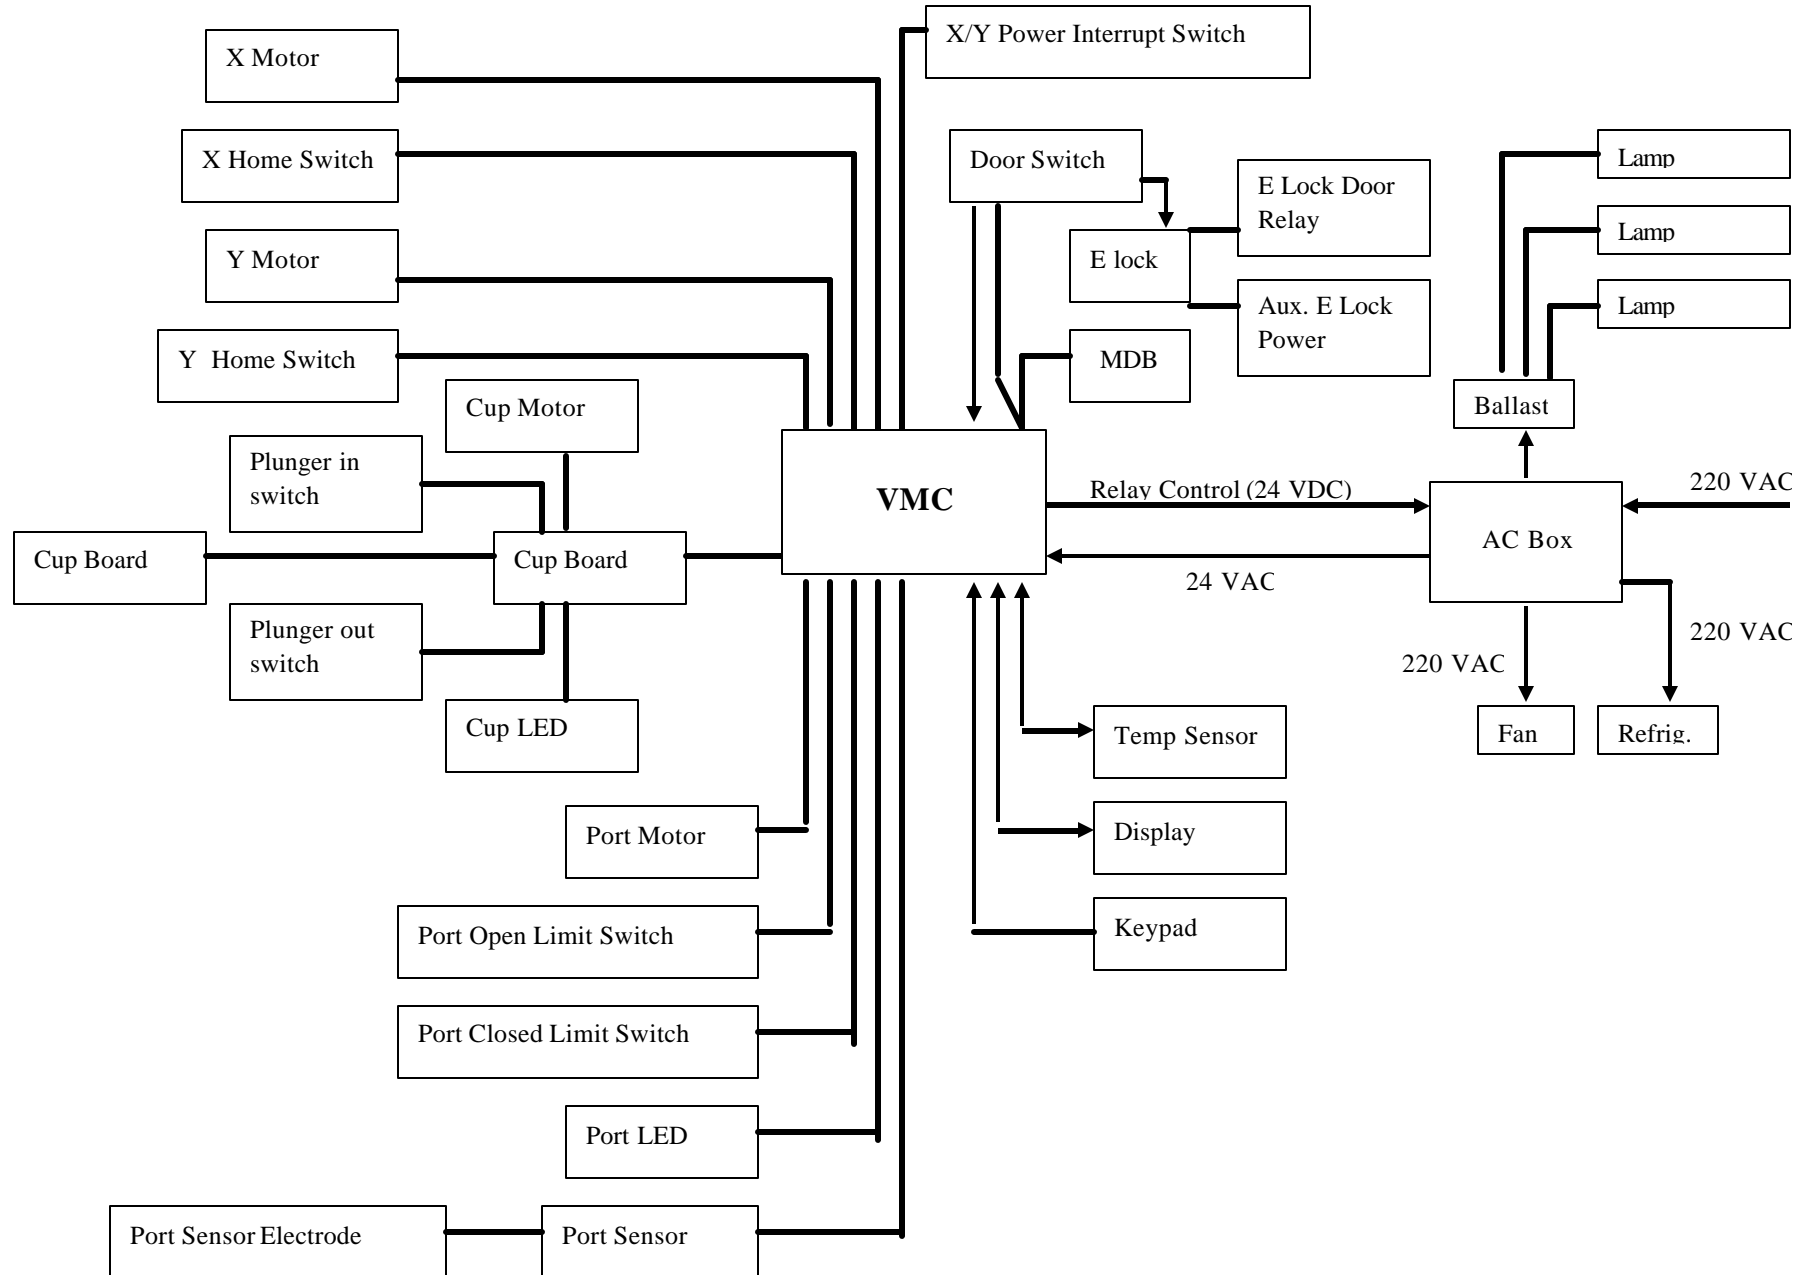 X/Y Power Interrupt Switch
X Motor
X Home Switch
Door Switch
Lamp
E Lock Door
Relay
Lamp
Y Motor
E lock
Aux. E Lock
Power
Lamp
Y Home Switch
MDB
Cup Motor
Ballast
Plunger in
switch
VMC
Relay Control (24 VDC)
220 VAC
Cup Board
Cup Board
AC Box
24 VAC
Plunger out
switch
220 VAC
220 VAC
Cup LED
Temp Sensor
Fan
Refrig.
Port Motor
Display
Port Open Limit Switch
Keypad
Port Closed Limit Switch
Port LED
Port Sensor Electrode
Port Sensor